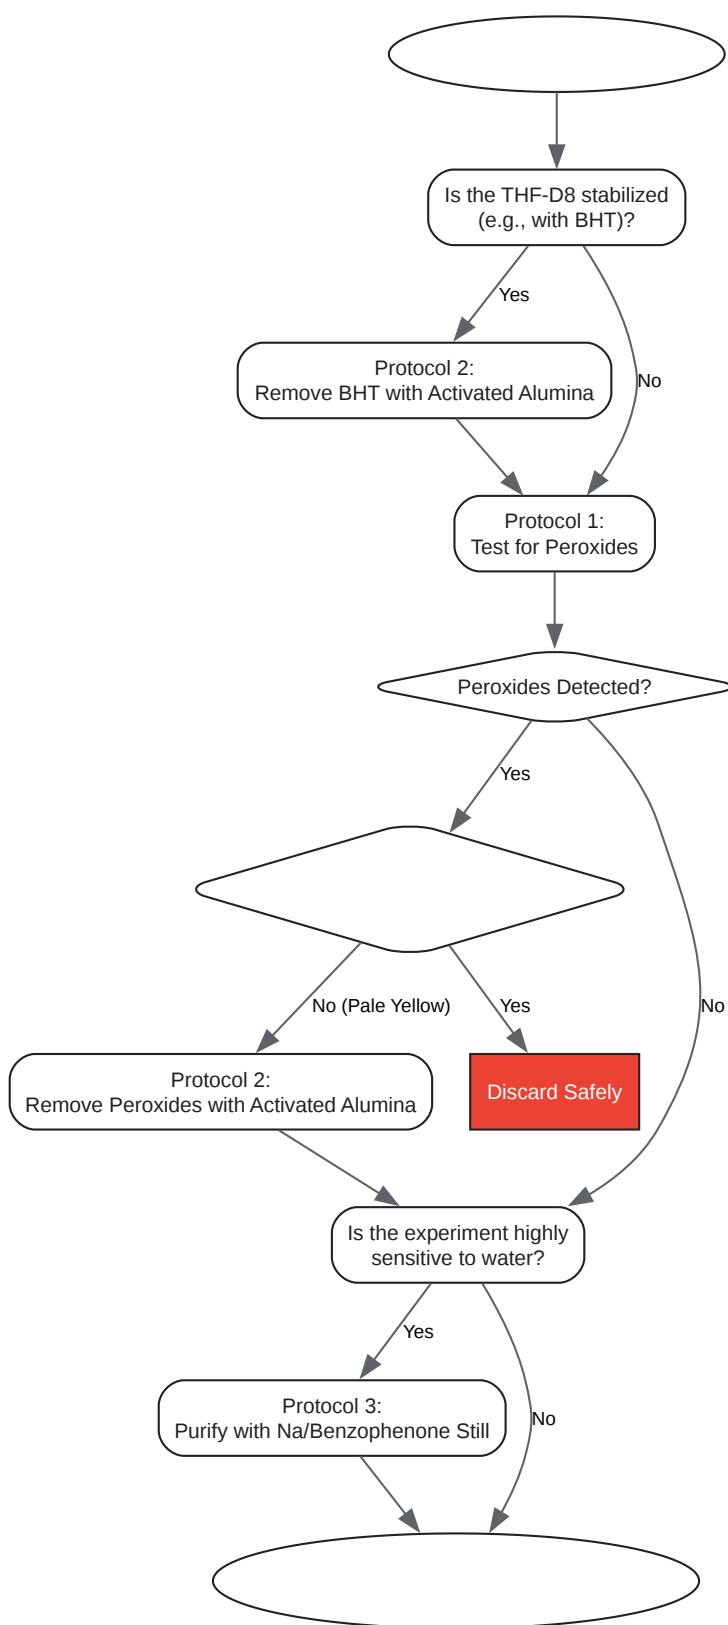 Is the THF-D8 stabilized
(e.g., with BHT)?
Yes
Protocol 2:
Remove BHT with Activated Alumina
No
Protocol 1:
Test for Peroxides
Peroxides Detected?
Yes
No (Pale Yellow)
Yes
No
Protocol 2:
Remove Peroxides with Activated Alumina
Discard Safely
Is the experiment highly
sensitive to water?
Yes
Protocol 3:
Purify with Na/Benzophenone Still
No